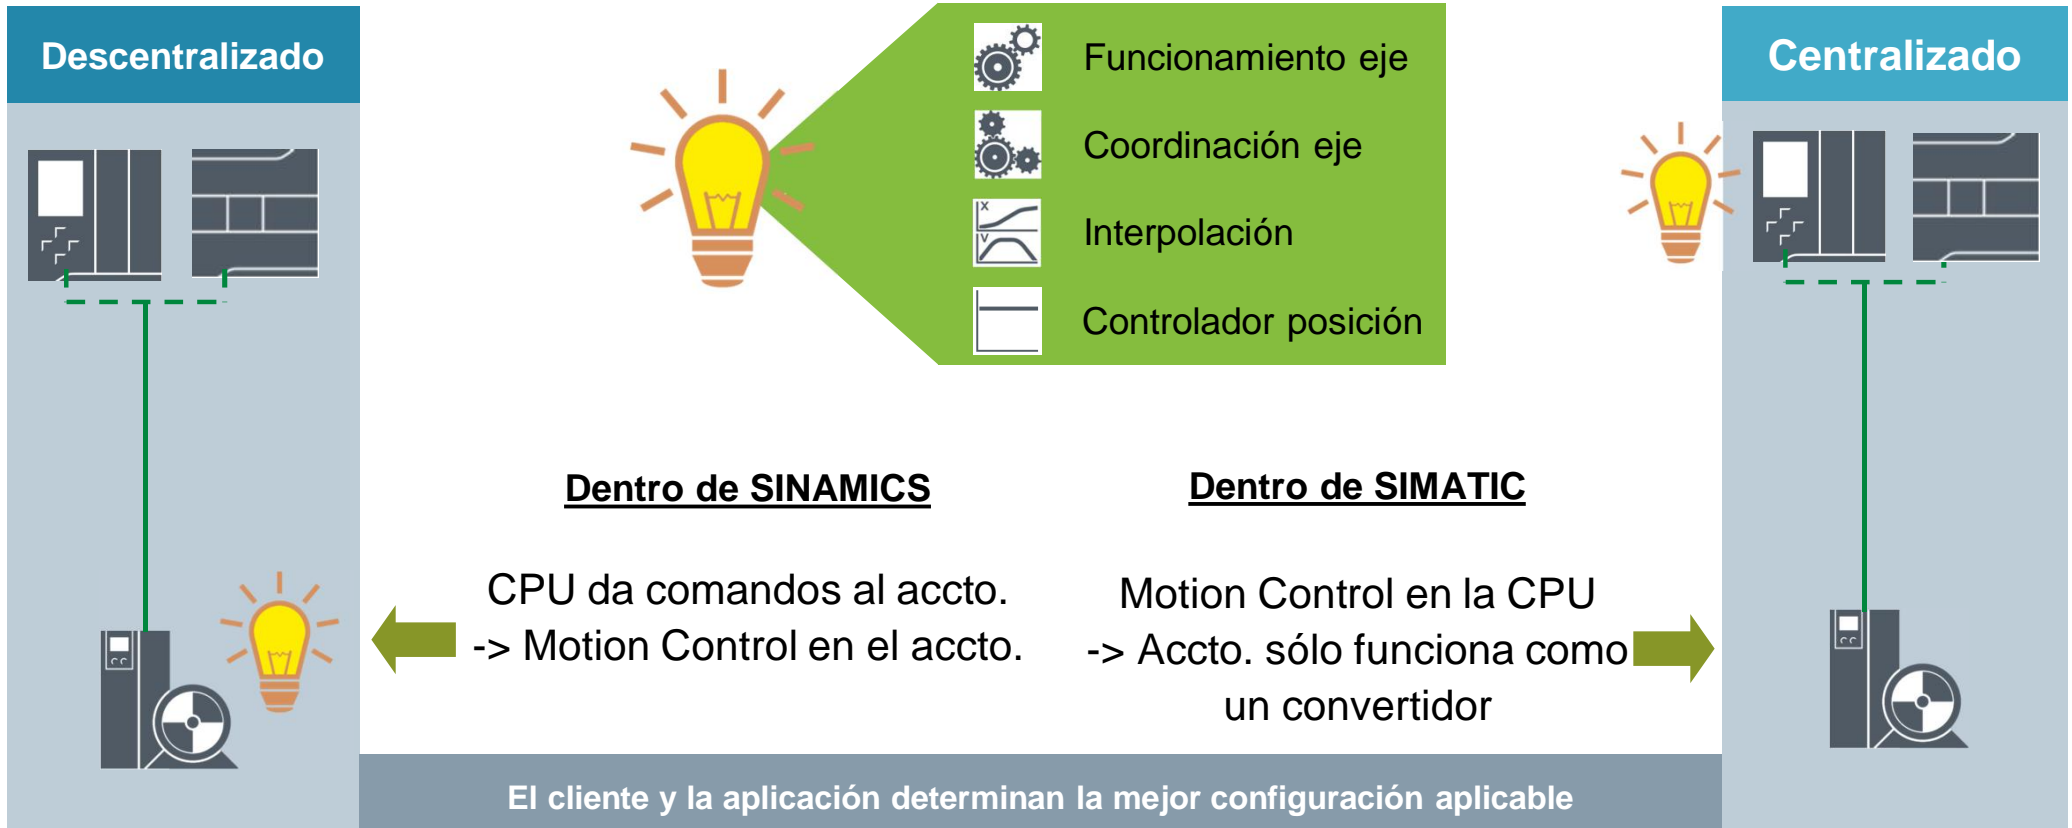 Descentralizado
Funcionamiento eje
Coordinación eje
X
V
Interpolación
Controlador posición
Centralizado
Dentro de SINAMICS
CPU da comandos al accto.
-> Motion Control en el accto.
Dentro de SIMATIC
Motion Control en la CPU
-> Accto. sólo funciona como
un convertidor
El cliente y la aplicación determinan la mejor configuración aplicable